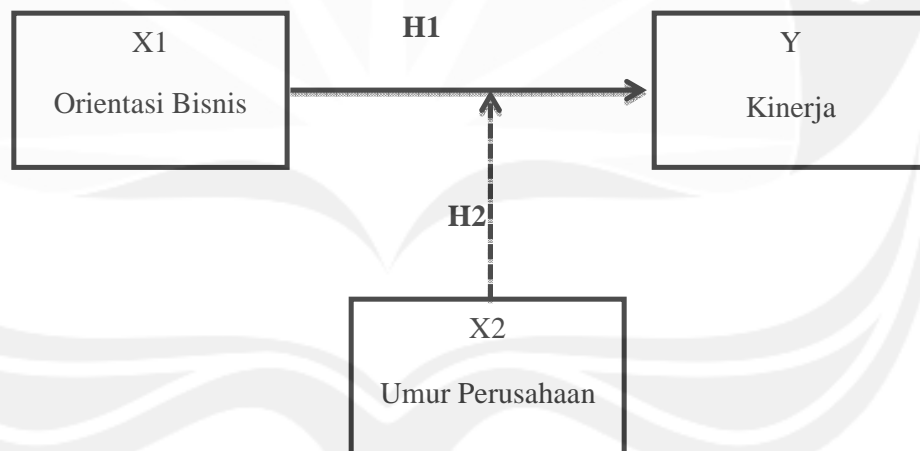 X1
Orientasi Bisnis
H1
Y
Kinerja
H2
X2
Umur Perusahaan